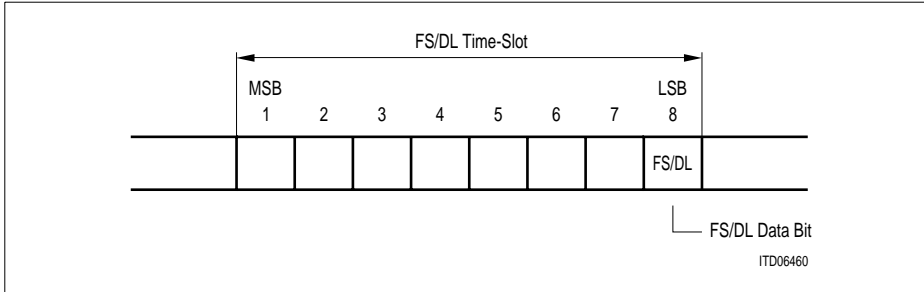 FS/DL Time-Slot
MSB LSB
1 2 3 4 5 6 7 8
FS/DL
FS/DL Data Bit
ITD06460